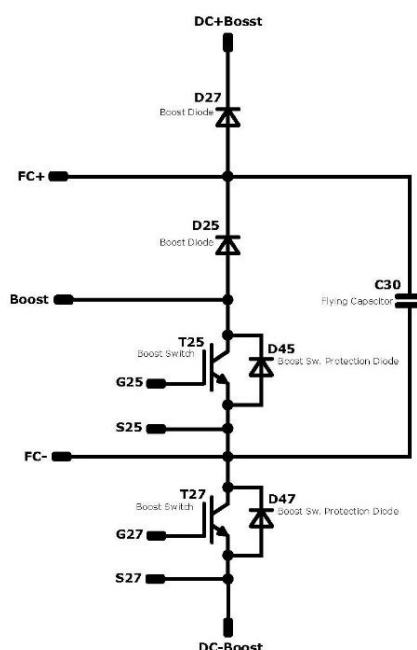 DC+Bosst
D27
Boost Diode
FC+
D25
Boost Diode
C30
Flying Capacitor
Boost
T25
Boost Switch
D45
Boost Sw. Protection Diode
G25
S25
FC-
T27
Boost Switch
D47
Boost Sw. Protection Diode
G27
S27
DC-Boost